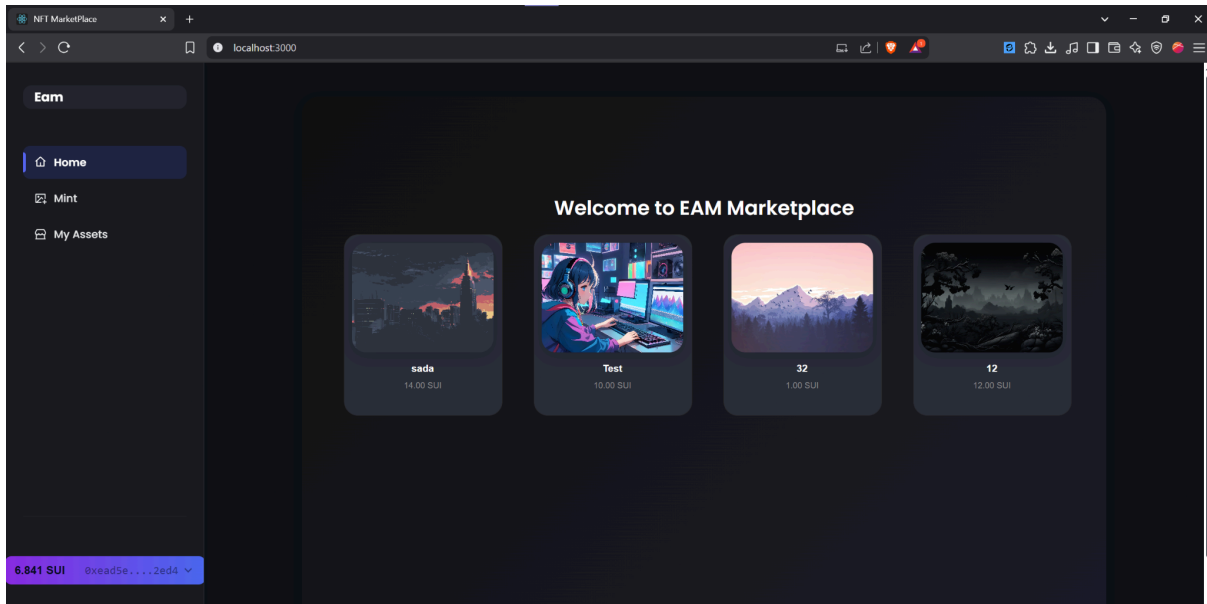 NFT MarketPlace
localhost:3000
Eam
Home
Mint
My Assets
Welcome to EAM Marketplace
sada
14.00 SUI
Test
10.00 SUI
32
1.00 SUI
12
12.00 SUI
6.841 SUI 0xead5e....2ed4